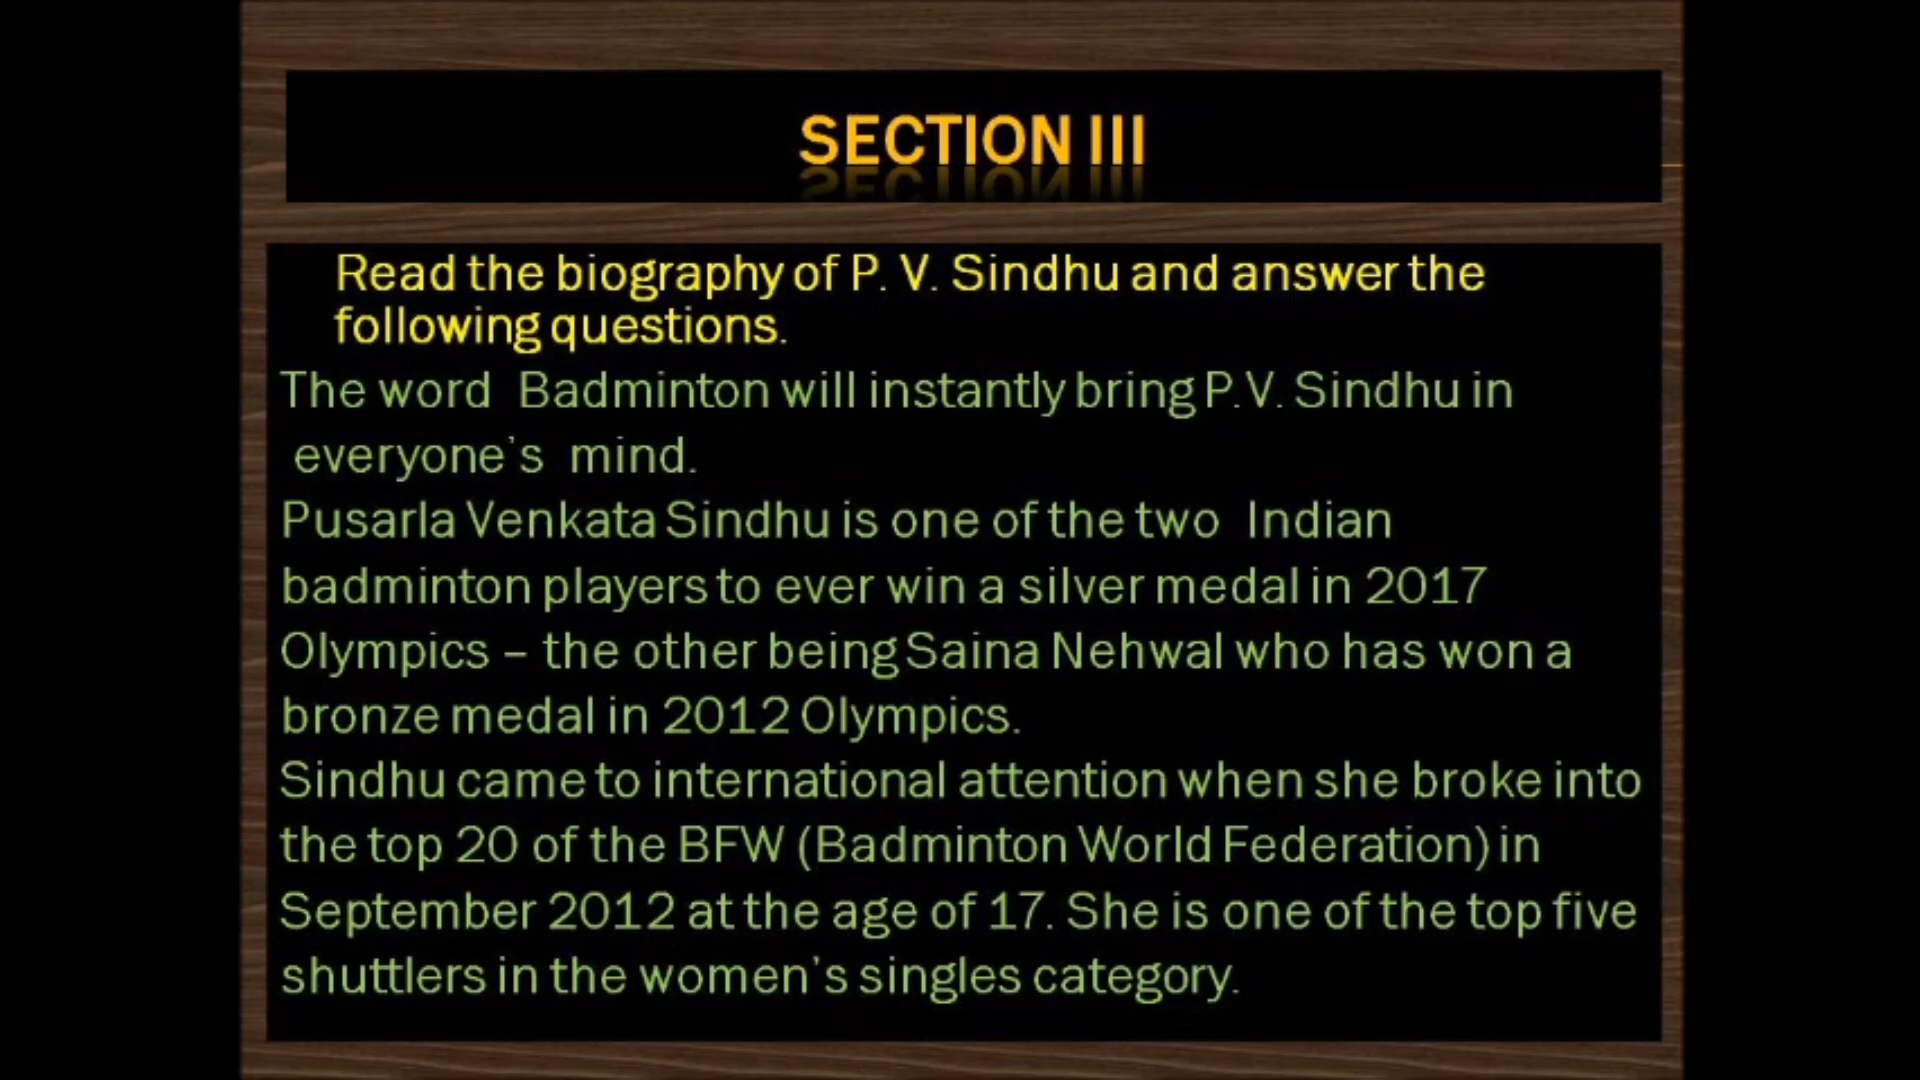 SECTION III
Read the biography of P. V. Sindhu and answer the
following questions.
The word Badminton will instantly bring P.V. Sindhu in
everyone's mind.
Pusarla Venkata Sindhu is one of the two Indian
badminton players to ever win a silver medal in 2017
Olympics – the other being Saina Nehwal who has won a
bronze medal in 2012 Olympics.
Sindhu came to international attention when she broke into
the top 20 of the BFW (Badminton World Federation) in
September 2012 at the age of 17. She is one of the top five
shuttlers in the women's singles category.